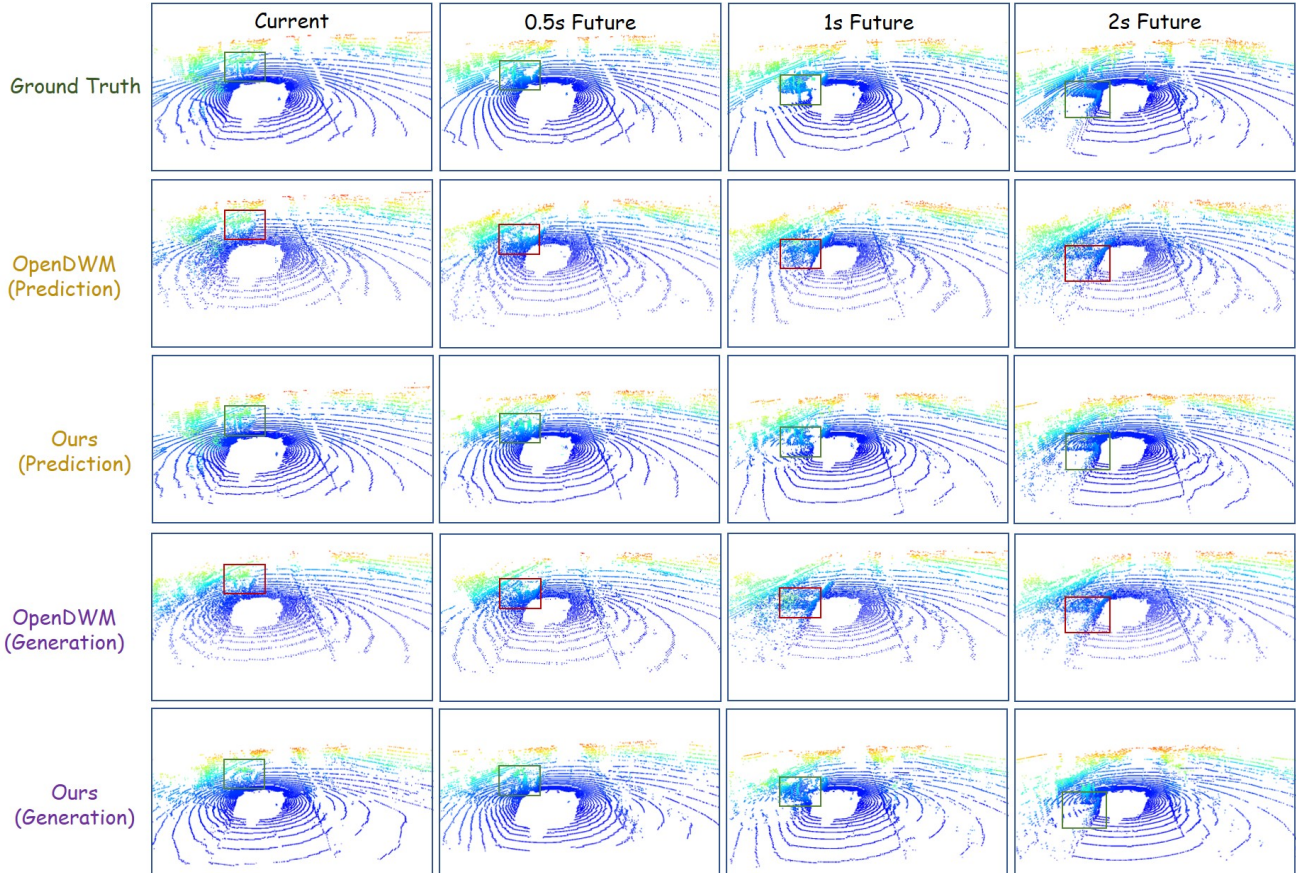 Current 0.5s Future 1s Future 2s Future
Ground Truth
OpenDWM
(Prediction)
Ours
(Prediction)
OpenDWM
(Generation)
Ours
(Generation)